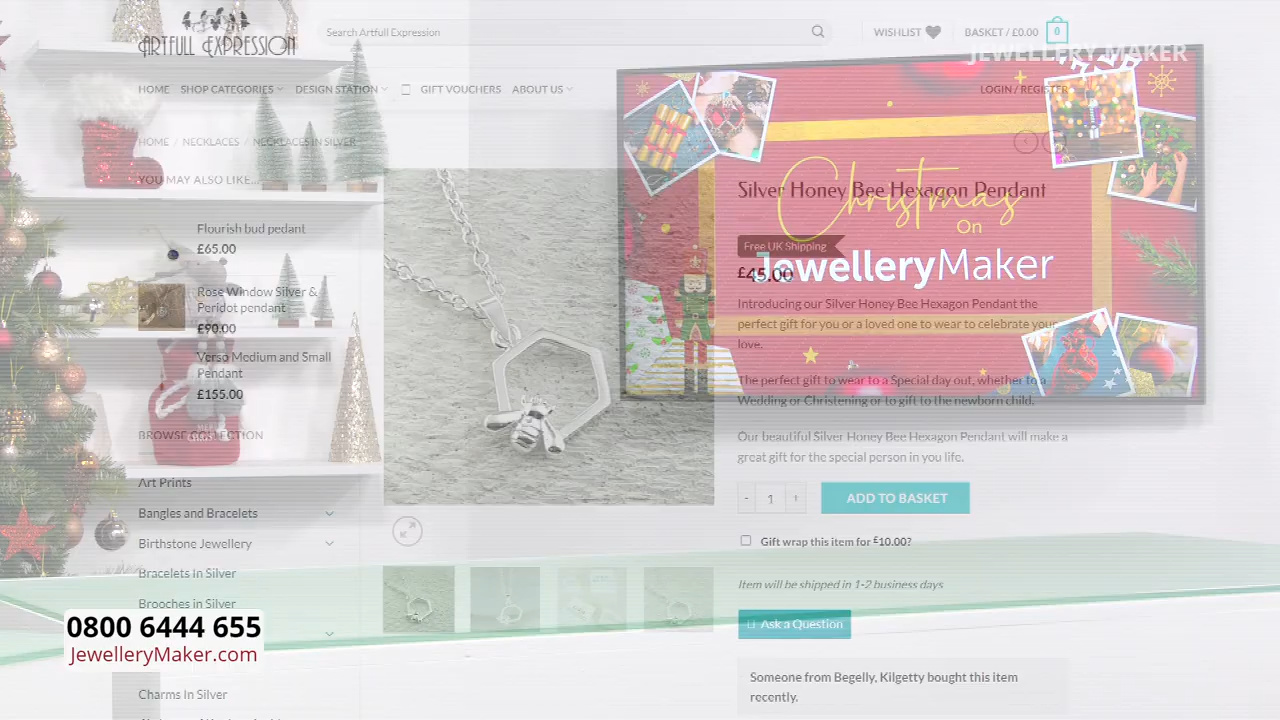 ARTFULL EXPRESSION
Search Artfull Expression
WISHLIST
BASKET / £0.00
0
JEWELLERY MAKER
HOME
SHOP CATEGORIES
DESIGN STATION
GIFT VOUCHERS
ABOUT US
LOGIN / REGISTER
HOME / NECKLACES / NECKLACES IN SILVER
YOU MAY ALSO LIKE...
Flourish bud pedant
£65.00
Rose Window Silver &
Peridot pendant
£90.00
Verso Medium and Small
Pendant
£155.00
BROWSE COLLECTION
Art Prints
Bangles and Bracelets
Birthstone Jewellery
Bracelets In Silver
Brooches in Silver
Charms In Silver
Silver Honey Bee Hexagon Pendant
Christmas
On
JewelleryMaker
Free UK Shipping
£45.00
Introducing our Silver Honey Bee Hexagon Pendant the
perfect gift for you or a loved one to wear to celebrate your
love.
The perfect gift to wear to a Special day out, whether to a
Wedding or Christening or to gift to the newborn child.
Our beautiful Silver Honey Bee Hexagon Pendant will make a
great gift for the special person in you life.
- 1 +
ADD TO BASKET
Gift wrap this item for £10.00?
Item will be shipped in 1-2 business days
Ask a Question
Someone from Begelly, Kilgetty bought this item
recently.
0800 6444 655
JewelleryMaker.com